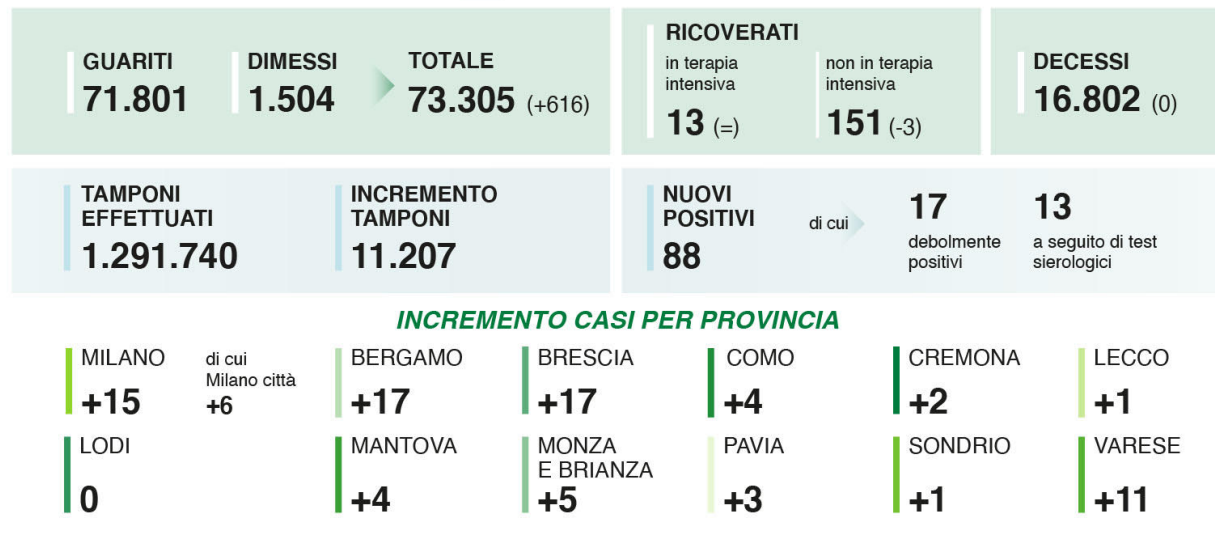 GUARITI
71.801
DIMESSI
1.504
TOTALE
73.305 (+616)
RICOVERATI
in terapia
intensiva
13 (=)
non in terapia
intensiva
151 (-3)
DECESSI
16.802 (0)
TAMPONI
EFFETTUATI
1.291.740
INCREMENTO
TAMPONI
11.207
NUOVI
POSITIVI
88
di cui
17
debolmente
positivi
13
a seguito di test
sierologici
INCREMENTO CASI PER PROVINCIA
MILANO
+15
di cui
Milano città
+6
BERGAMO
+17
BRESCIA
+17
COMO
+4
CREMONA
+2
LECCO
+1
LODI
0
MANTOVA
+4
MONZA
E BRIANZA
+5
PAVIA
+3
SONDRIO
+1
VARESE
+11